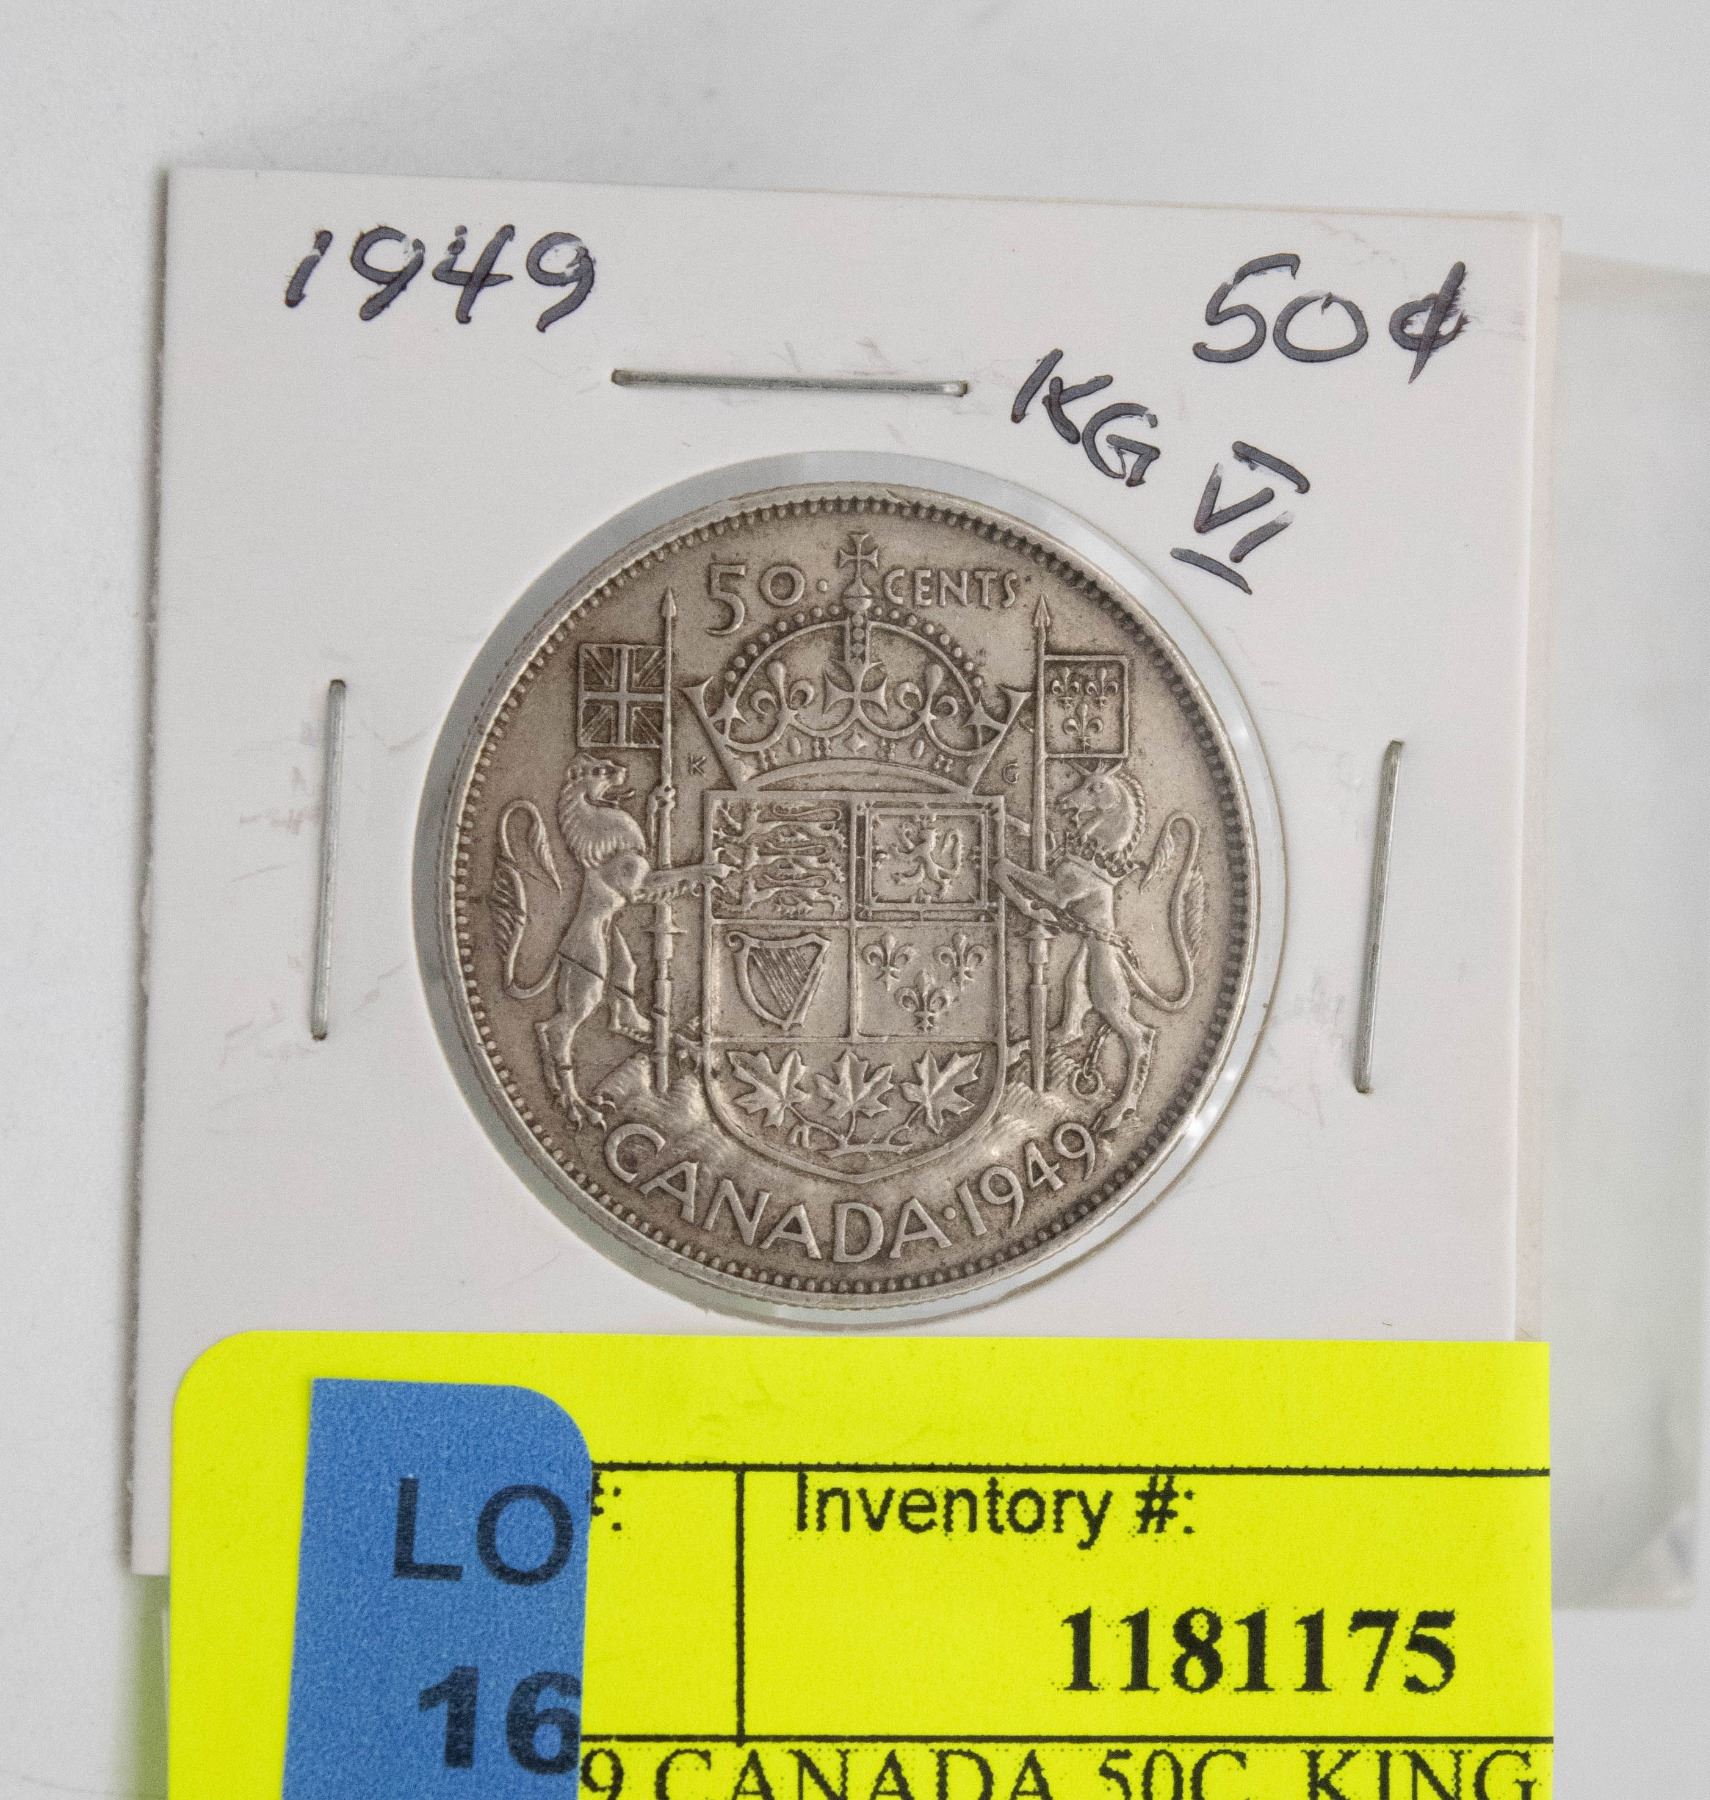 1949
50¢
KG VI
50 · CENTS
K G
CANADA · 1949
LO
16
#:
Inventory #:
1181175
9 CANADA 50C KING